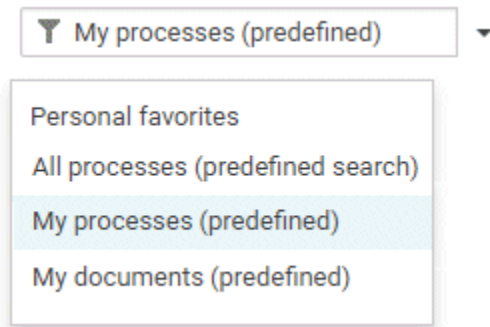 My processes (predefined)
Personal favorites
All processes (predefined search)
My processes (predefined)
My documents (predefined)